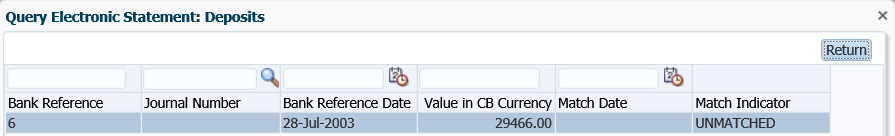 Query Electronic Statement: Deposits
Return
Bank Reference Journal Number Bank Reference Date Value in CB Currency Match Date Match Indicator
6 28-Jul-2003 29466.00 UNMATCHED